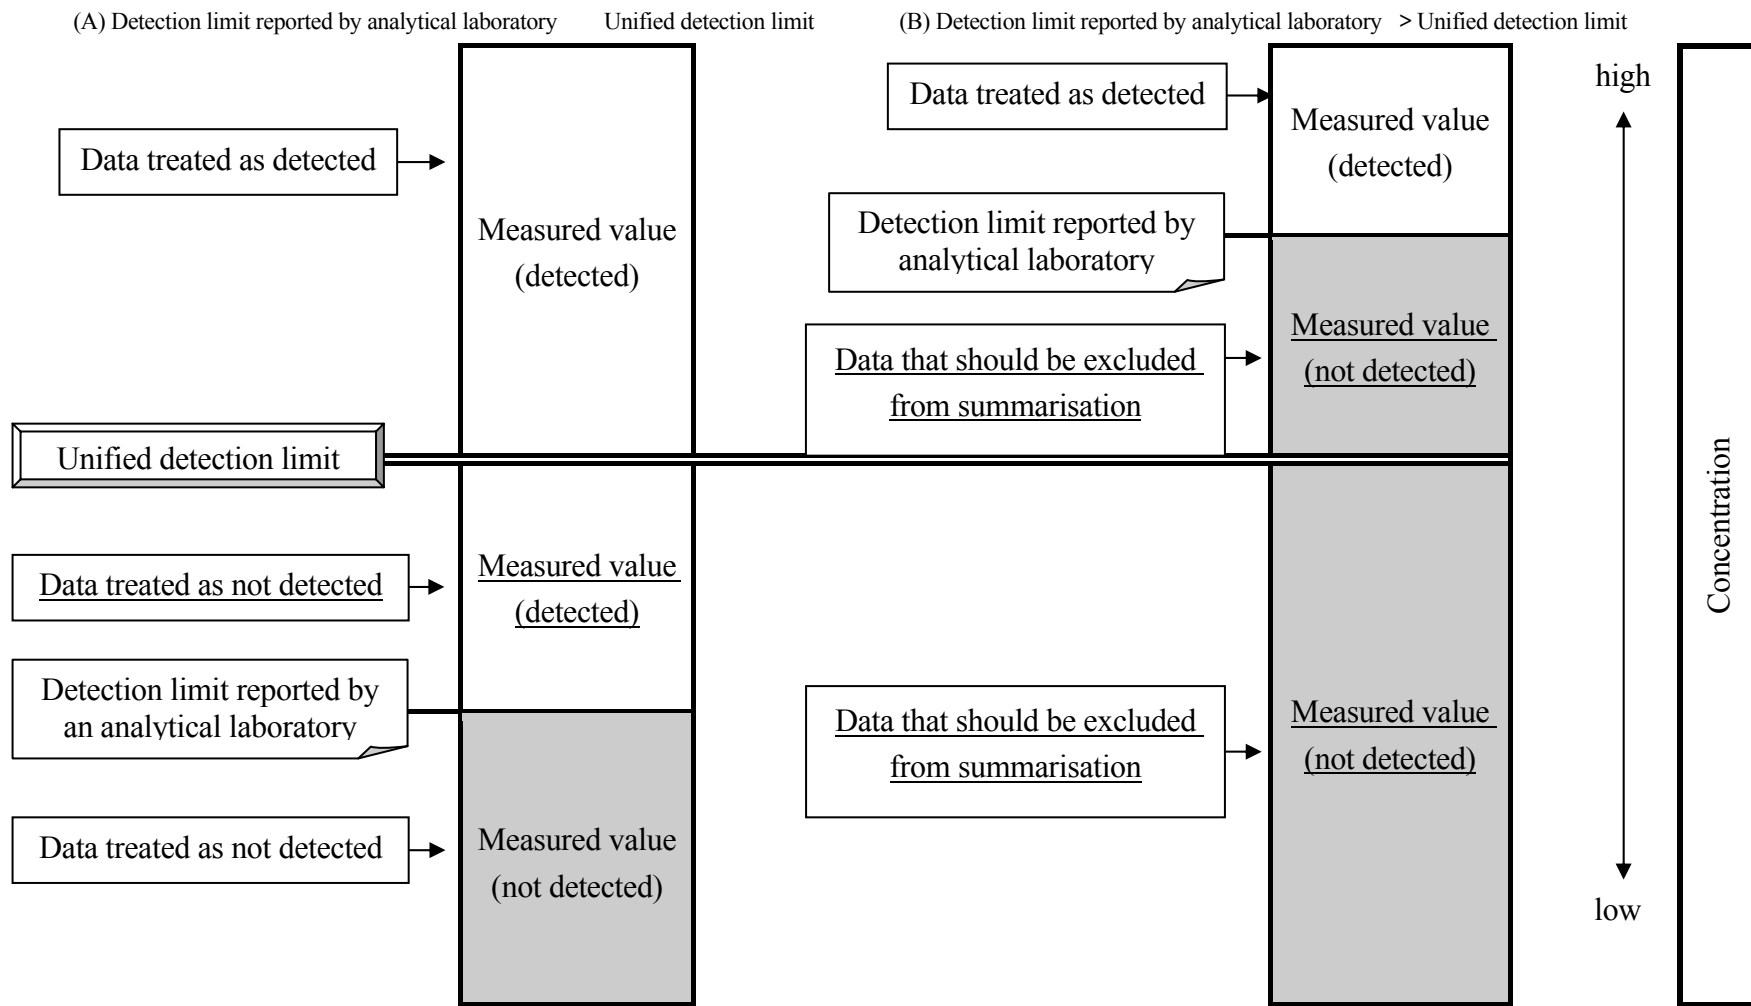 (A) Detection limit reported by analytical laboratory Unified detection limit
Data treated as detected
Measured value
(detected)
Unified detection limit
Data treated as not detected
Measured value
(detected)
Detection limit reported by
an analytical laboratory
Data treated as not detected
Measured value
(not detected)
(B) Detection limit reported by analytical laboratory > Unified detection limit
Data treated as detected
Measured value
(detected)
Detection limit reported by
analytical laboratory
Data that should be excluded
from summarisation
Measured value
(not detected)
Data that should be excluded
from summarisation
Measured value
(not detected)
high
low
Concentration